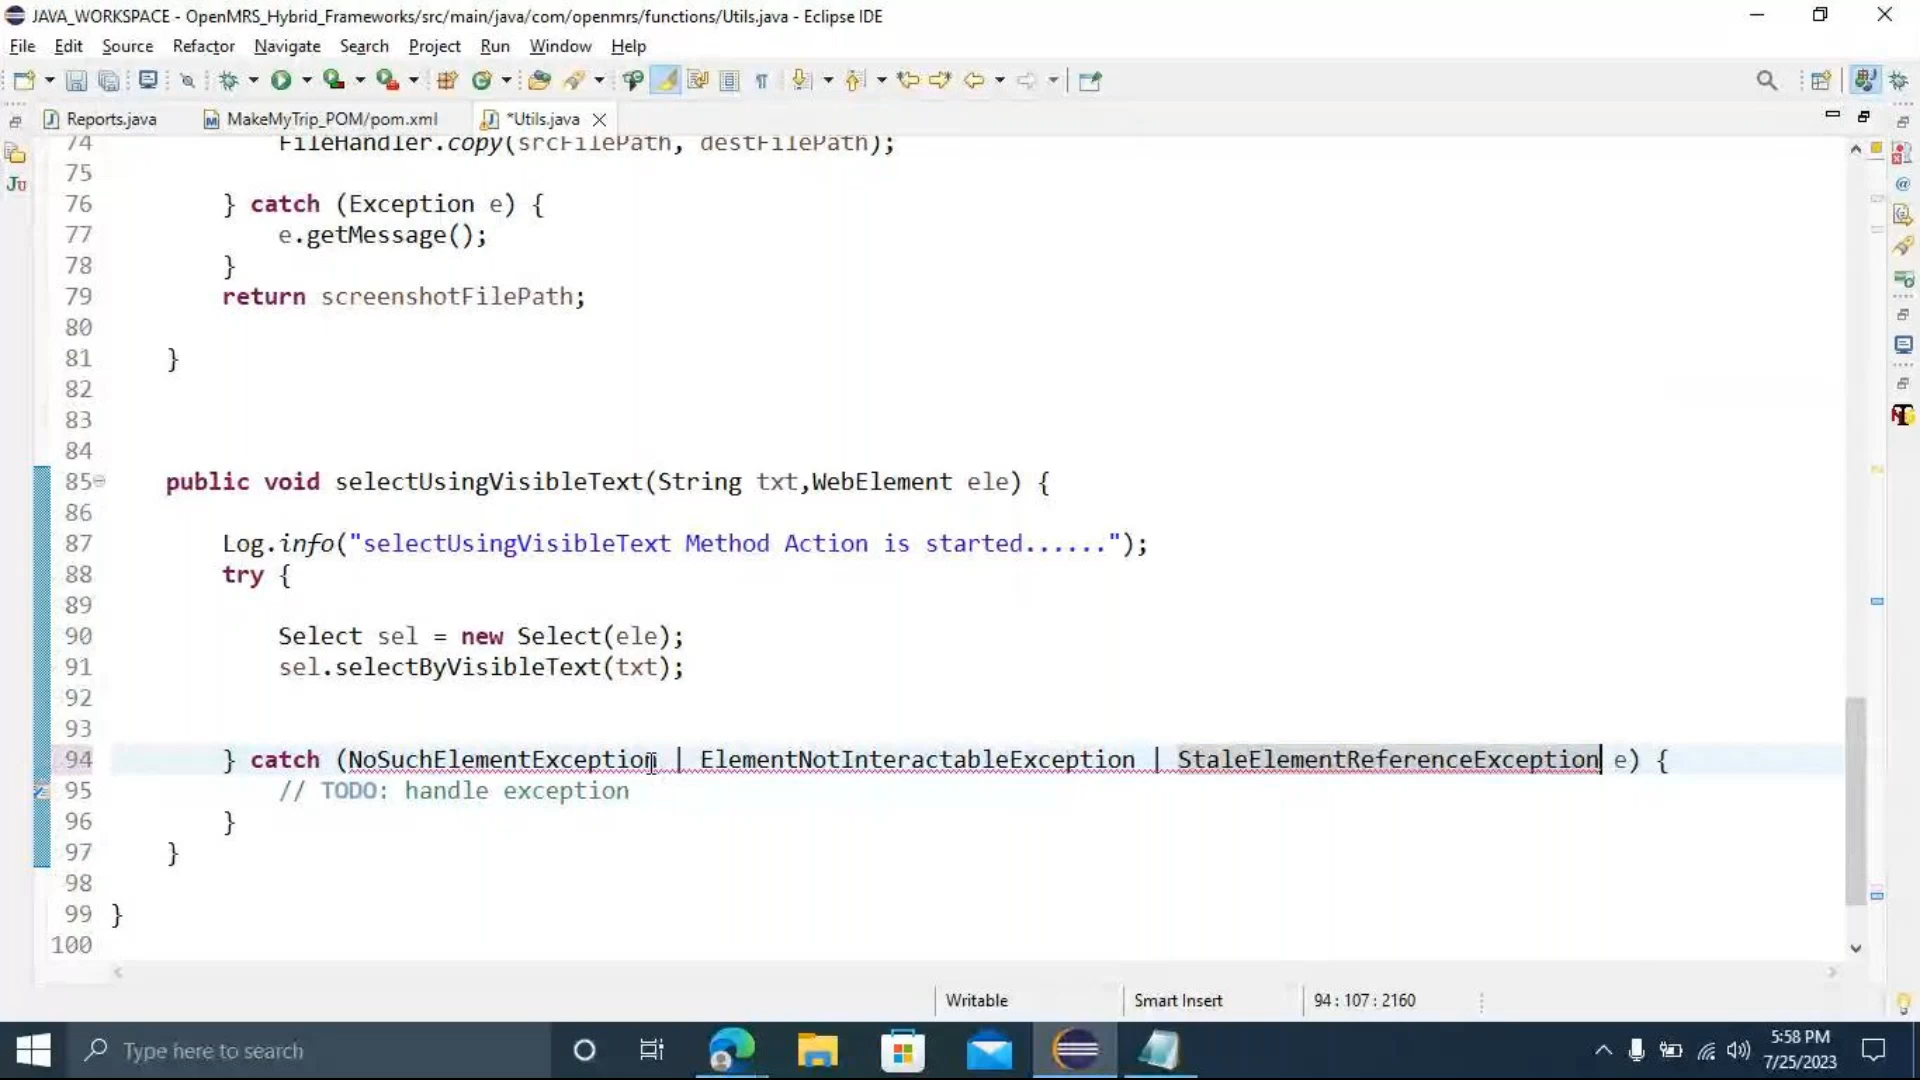 JAVA_WORKSPACE - OpenMRS_Hybrid_Frameworks/src/main/java/com/openmrs/functions/Utils.java - Eclipse IDE
File Edit Source Refactor Navigate Search Project Run Window Help
Reports.java MakeMyTrip_POM/pom.xml *Utils.java
74 FileHandler.copy(srcFilePath, destFilePath);
75
76 } catch (Exception e) {
77 e.getMessage();
78 }
79 return screenshotFilePath;
80
81 }
82
83
84
85 public void selectUsingVisibleText(String txt,WebElement ele) {
86
87 Log.info("selectUsingVisibleText Method Action is started......");
88 try {
89
90 Select sel = new Select(ele);
91 sel.selectByVisibleText(txt);
92
93
94 } catch (NoSuchElementException | ElementNotInteractableException | StaleElementReferenceException e) {
95 // TODO: handle exception
96 }
97 }
98
99 }
100
Writable Smart Insert 94 : 107 : 2160
Type here to search
5:58 PM
7/25/2023